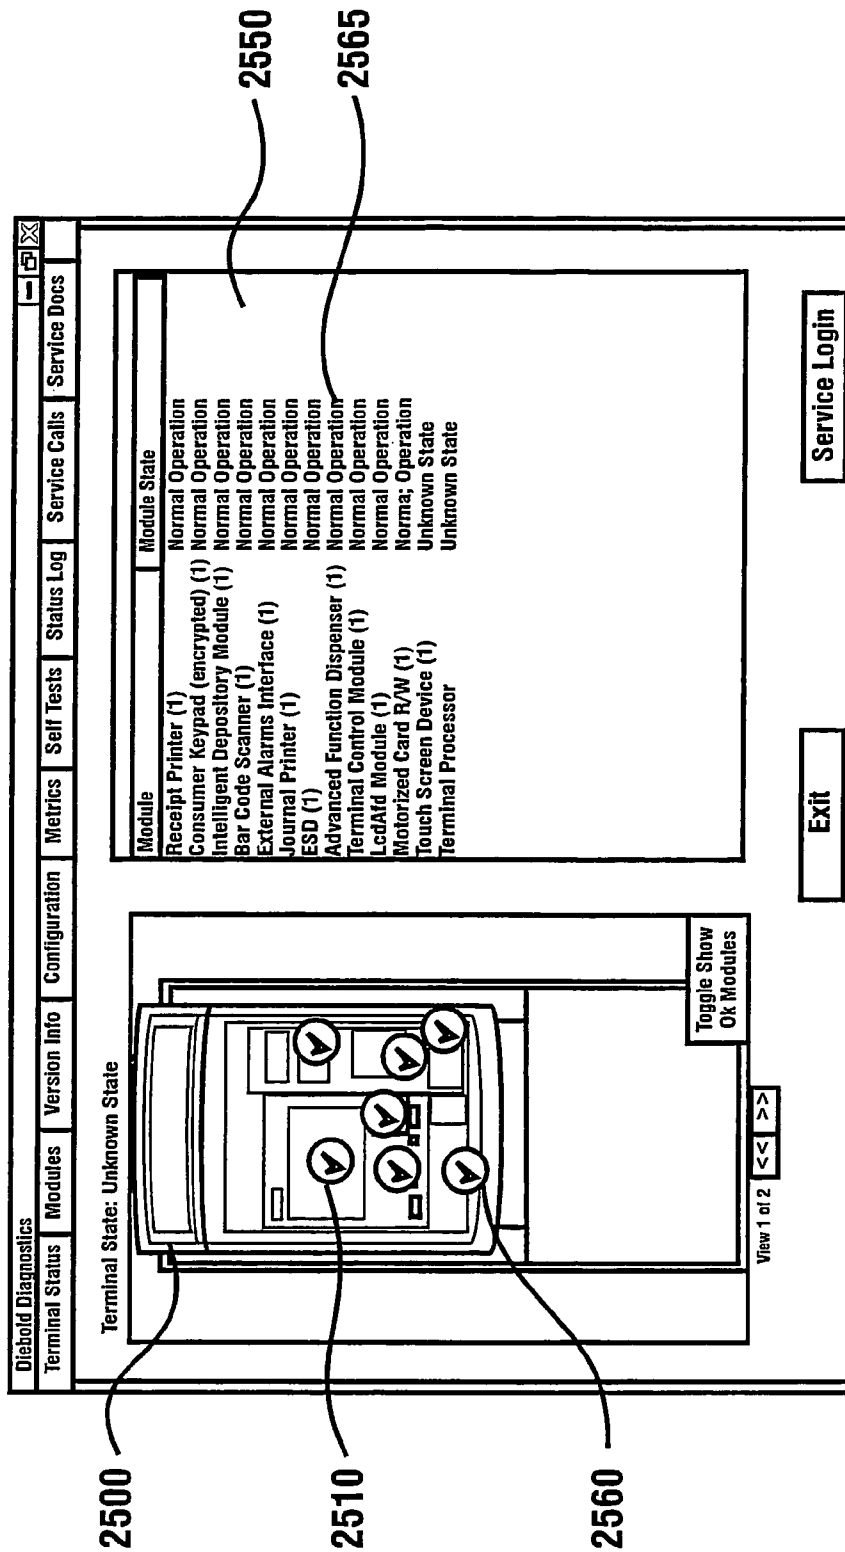 Diebold Diagnostics
Terminal Status Modules Version Info Configuration Metrics Self Tests Status Log Service Calls Service Docs
Terminal State: Unknown State
Module Module State
Receipt Printer (1) Normal Operation
Consumer Keypad (encrypted) (1) Normal Operation
Intelligent Depository Module (1) Normal Operation
Bar Code Scanner (1) Normal Operation
External Alarms Interface (1) Normal Operation
Journal Printer (1) Normal Operation
ESD (1) Normal Operation
Advanced Function Dispenser (1) Normal Operation
Terminal Control Module (1) Normal Operation
LcdAfd Module (1) Normal Operation
Motorized Card R/W (1) Norma; Operation
Touch Screen Device (1) Unknown State
Terminal Processor Unknown State
Toggle Show
Ok Modules
View 1 of 2 << >>
Exit
Service Login
2500
2510
2560
2550
2565